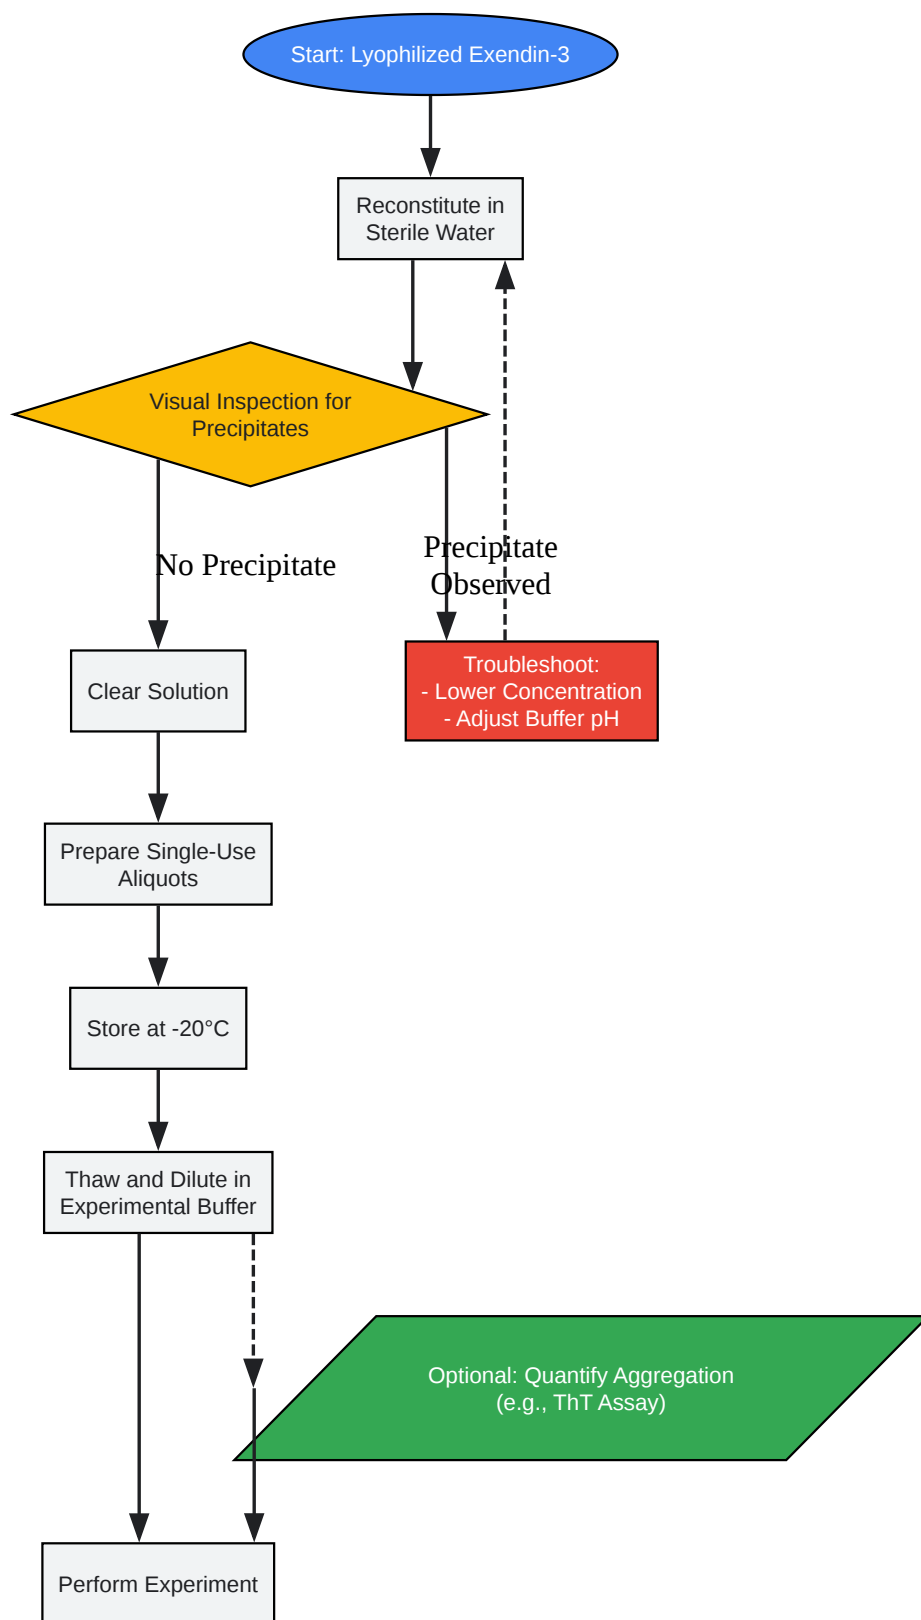 Start: Lyophilized Exendin-3
Reconstitute in
Sterile Water
Visual Inspection for
Precipitates
No Precipitate
Precipitate
Observed
Clear Solution
Troubleshoot:
- Lower Concentration
- Adjust Buffer pH
Prepare Single-Use
Aliquots
Store at -20°C
Thaw and Dilute in
Experimental Buffer
Optional: Quantify Aggregation
(e.g., ThT Assay)
Perform Experiment